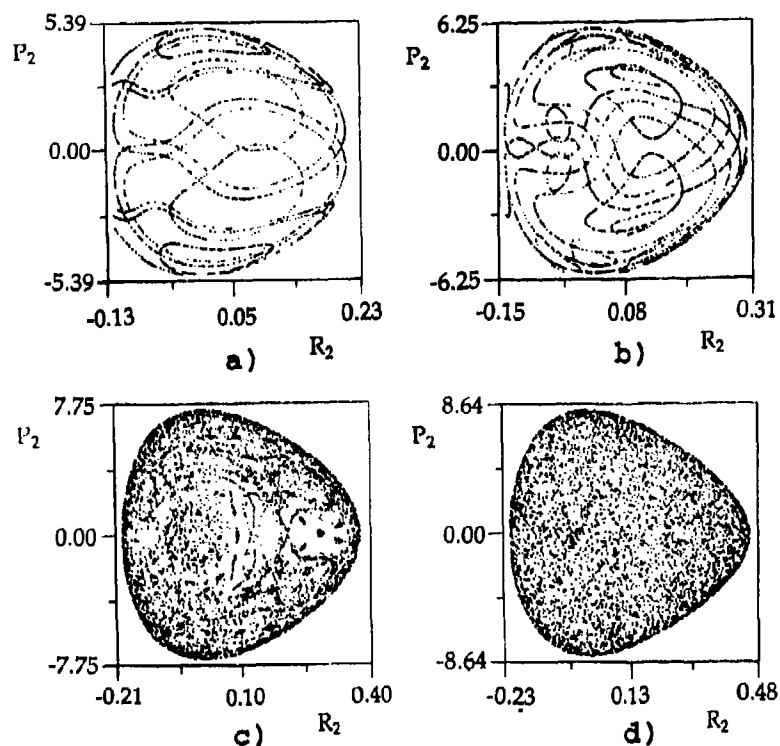 5.39
P₂
0.00
-5.39
-0.13 0.05 0.23
R₂
a)
6.25
P₂
0.00
-6.25
-0.15 0.08 0.31
R₂
b)
7.75
P₂
0.00
-7.75
-0.21 0.10 0.40
R₂
c)
8.64
P₂
0.00
-8.64
-0.23 0.13 0.48
R₂
d)